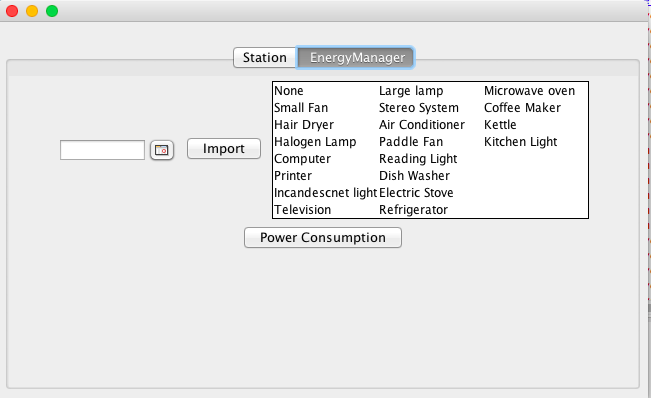 Station EnergyManager
None Large lamp Microwave oven
Small Fan Stereo System Coffee Maker
Hair Dryer Air Conditioner Kettle
Halogen Lamp Paddle Fan Kitchen Light
Import
Computer Reading Light
Printer Dish Washer
Incandescnet light Electric Stove
Television Refrigerator
Power Consumption